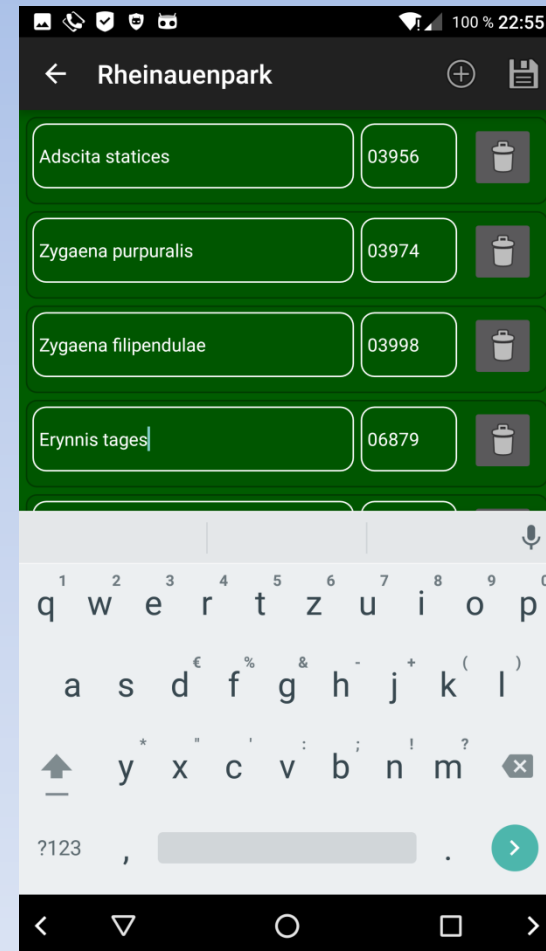 100 % 22:55
Rheinauenpark
Adscita statices 03956
Zygaena purpuralis 03974
Zygaena filipendulae 03998
Erynnis tages 06879
1 2 3 4 5 6 7 8 9 0
q w e r t z u i o p
€ % & - + ( )
a s d f g h j k l
* " ' : ; ! ?
y x c v b n m
?123 , .